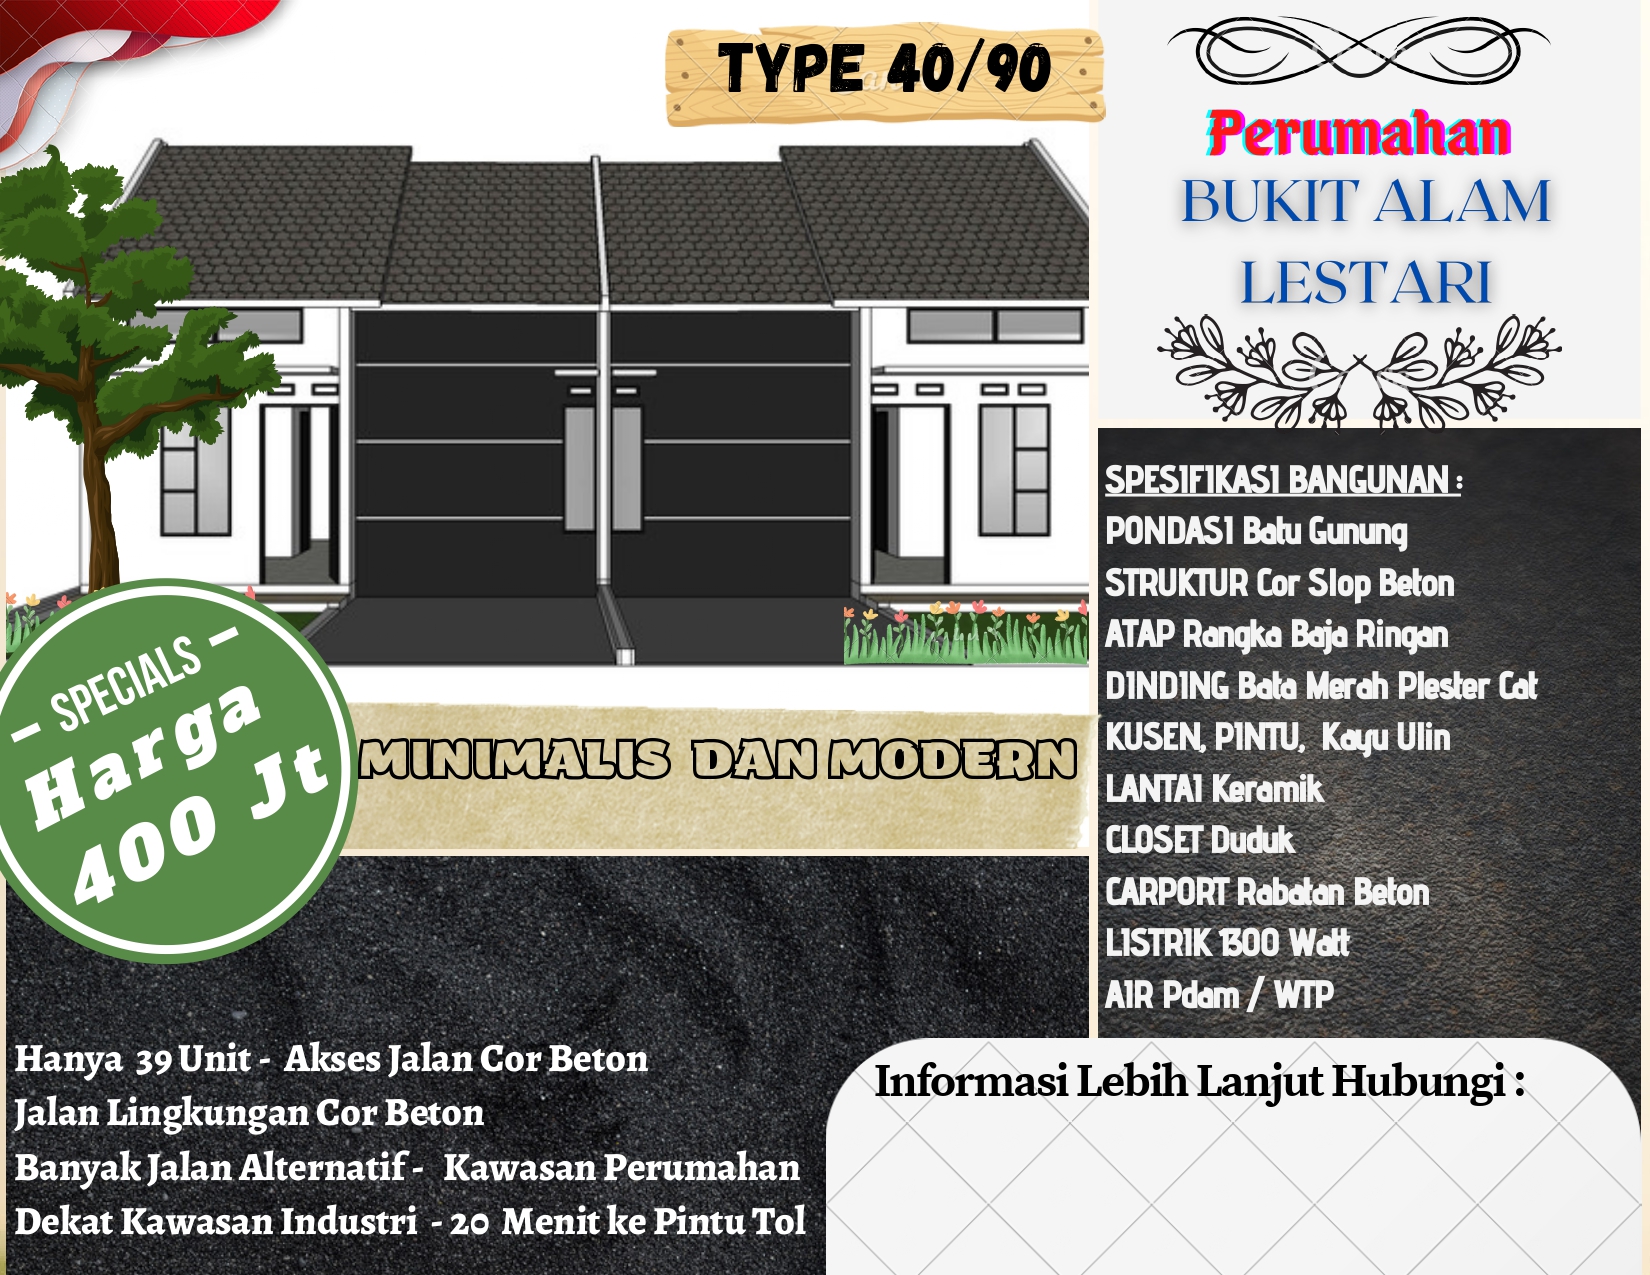 TYPE 40/90
Perumahan
BUKIT ALAM
LESTARI
SPESIFIKASI BANGUNAN :
PONDASI Batu Gunung
STRUKTUR Cor Slop Beton
ATAP Rangka Baja Ringan
DINDING Bata Merah Plester Cat
KUSEN, PINTU, Kayu Ulin
LANTAI Keramik
CLOSET Duduk
CARPORT Rabatan Beton
LISTRIK 1300 Watt
AIR Pdam / WTP
- SPECIALS -
Harga
400 Jt
MINIMALIS DAN MODERN
Hanya 39 Unit - Akses Jalan Cor Beton
Jalan Lingkungan Cor Beton
Banyak Jalan Alternatif - Kawasan Perumahan
Dekat Kawasan Industri - 20 Menit ke Pintu Tol
Informasi Lebih Lanjut Hubungi :